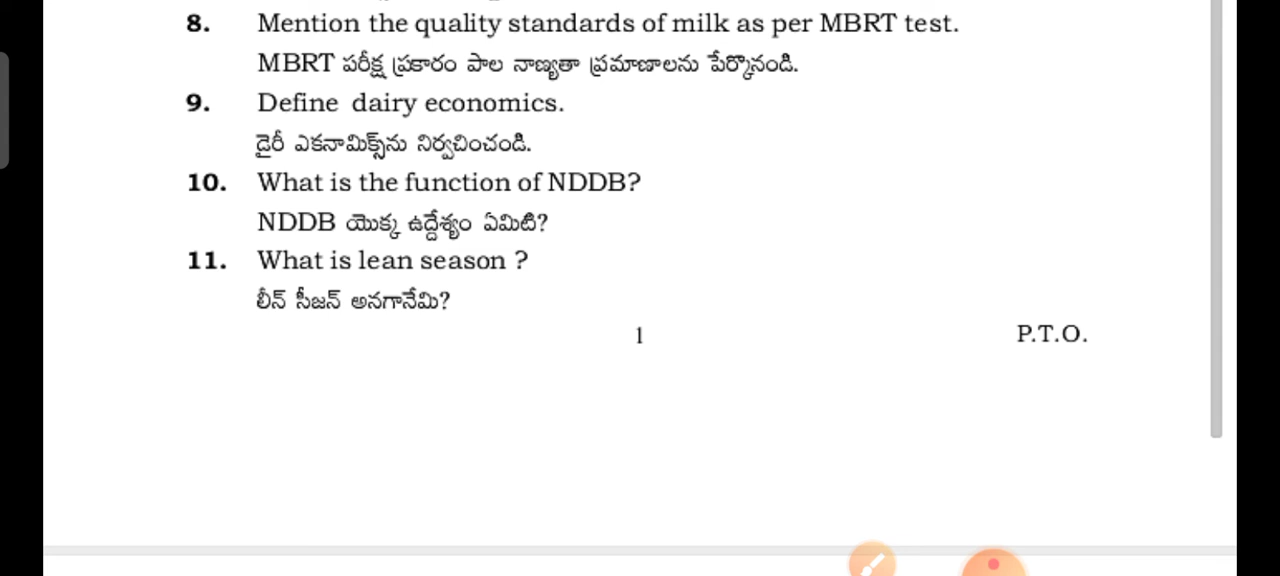 8. Mention the quality standards of milk as per MBRT test.
MBRT పరీక్ష ప్రకారం పాల నాణ్యతా ప్రమాణాలను పేర్కొనండి.
9. Define dairy economics.
డైరీ ఎకనామిక్స్‌ను నిర్వచించండి.
10. What is the function of NDDB?
NDDB యొక్క ఉద్దేశ్యం ఏమిటి?
11. What is lean season ?
లీన్ సీజన్ అనగానేమి?
1 P.T.O.